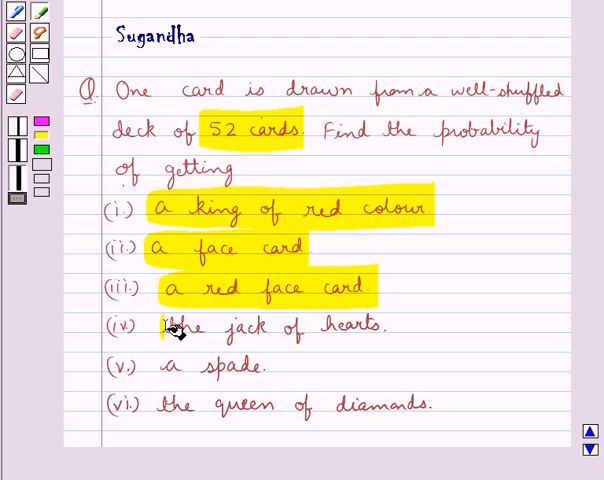 Sugandha
Q. One card is drawn from a well-shuffled
deck of 52 cards. Find the probability
of getting
(i.) a king of red colour.
(ii.) a face card.
(iii.) a red face card.
(iv.) the jack of hearts.
(v.) a spade.
(vi.) the queen of diamonds.